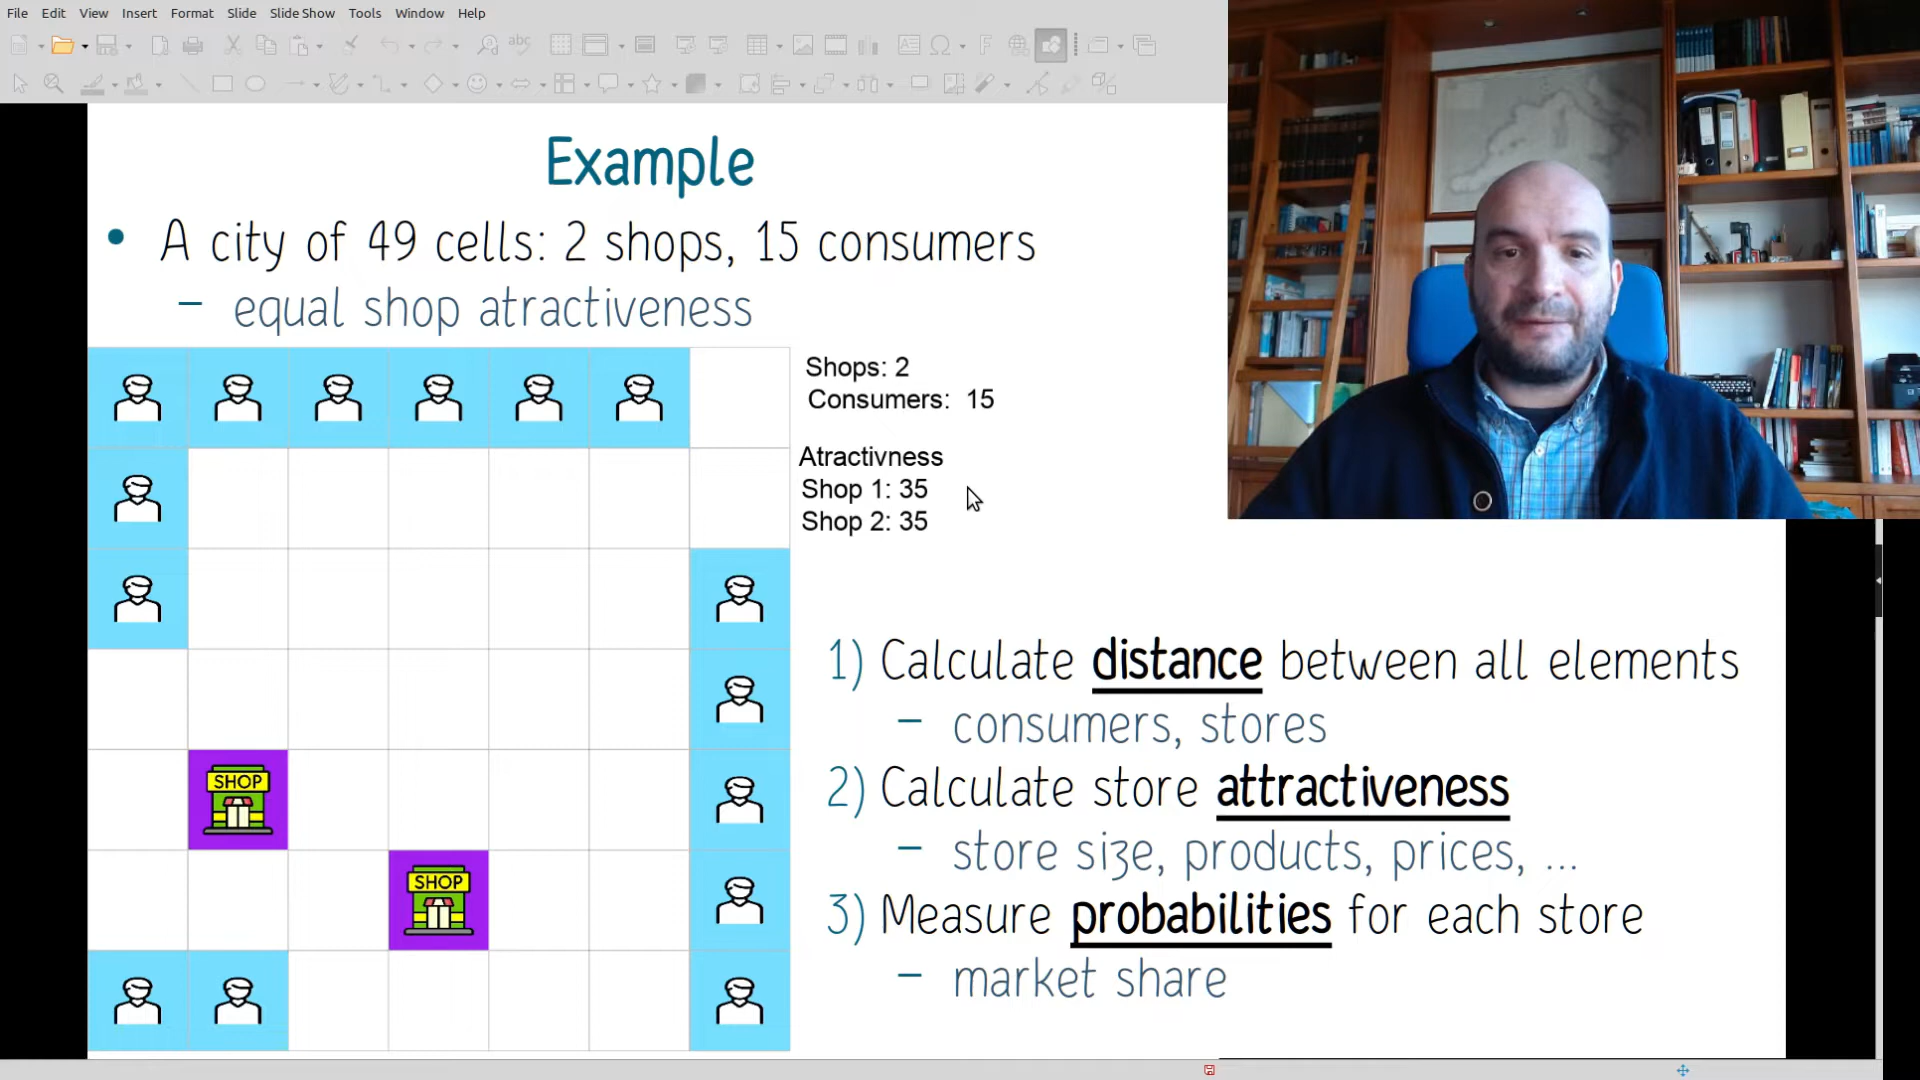 File Edit View Insert Format Slide Slide Show Tools Window Help
Example
• A city of 49 cells: 2 shops, 15 consumers
– equal shop atractiveness
Shops: 2
Consumers: 15
Atractivness
Shop 1: 35
Shop 2: 35
SHOP
SHOP
1) Calculate distance between all elements
– consumers, stores
2) Calculate store attractiveness
– store size, products, prices, ...
3) Measure probabilities for each store
– market share